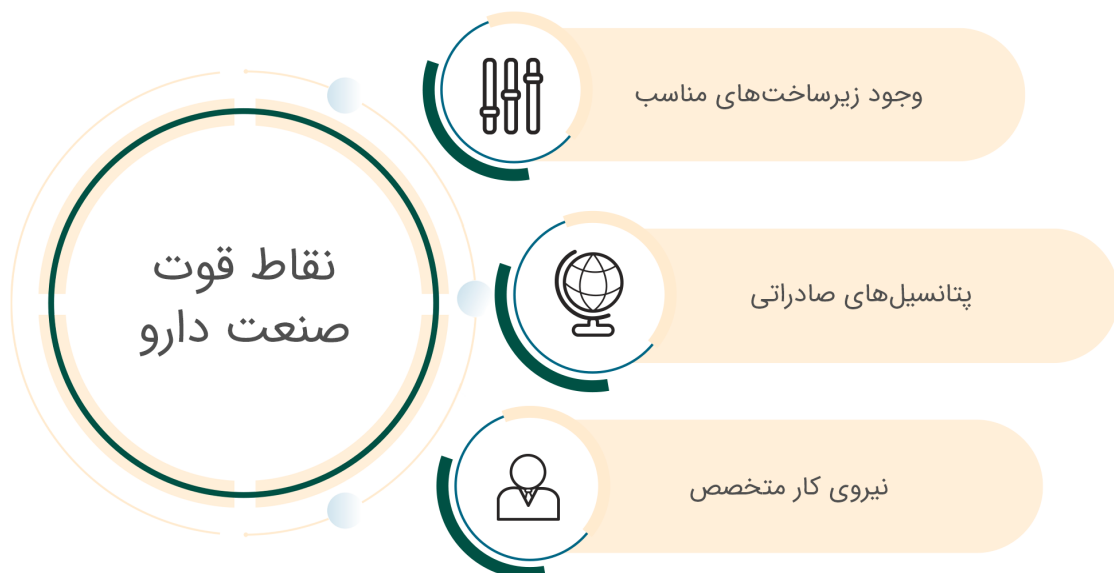 نقاط قوت
صنعت دارو
وجود زیرساخت‌های مناسب
پتانسیل‌های صادراتی
نیروی کار متخصص